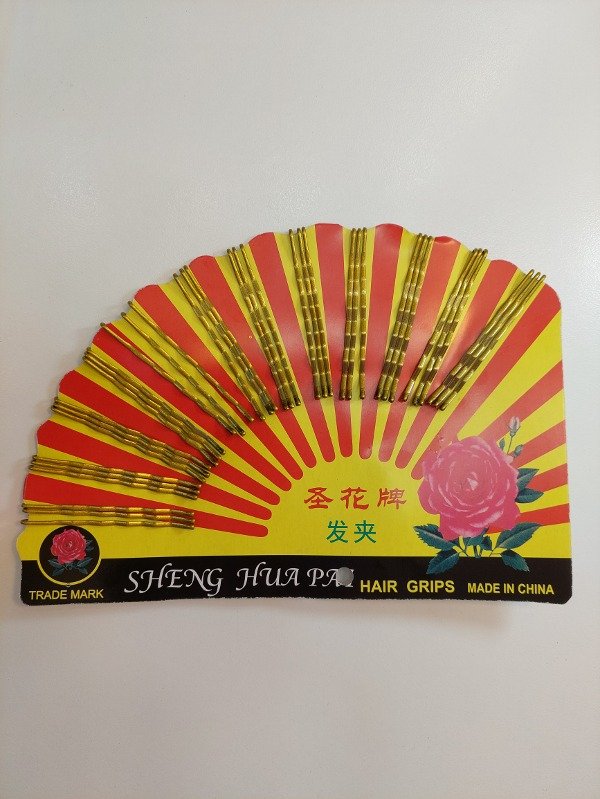 圣花牌
发夹
SHENG HUA PAI
HAIR GRIPS
MADE IN CHINA
TRADE MARK